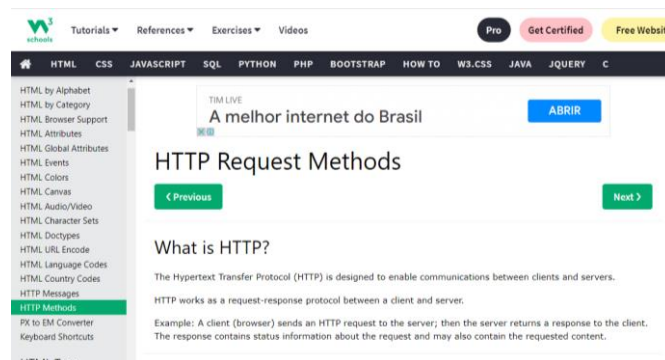 3
schools
Tutorials
References
Exercises
Videos
Pro
Get Certified
Free Websit
HTML CSS JAVASCRIPT SQL PYTHON PHP BOOTSTRAP HOW TO W3.CSS JAVA JQUERY C
HTML by Alphabet
HTML by Category
HTML Browser Support
HTML Attributes
HTML Global Attributes
HTML Events
HTML Colors
HTML Canvas
HTML Audio/Video
HTML Character Sets
HTML Doctypes
HTML URL Encode
HTML Language Codes
HTML Country Codes
HTTP Messages
HTTP Methods
PX to EM Converter
Keyboard Shortcuts
TIM LIVE
A melhor internet do Brasil
ABRIR
HTTP Request Methods
❮ Previous
Next ❯
What is HTTP?
The Hypertext Transfer Protocol (HTTP) is designed to enable communications between clients and servers.
HTTP works as a request-response protocol between a client and server.
Example: A client (browser) sends an HTTP request to the server; then the server returns a response to the client.
The response contains status information about the request and may also contain the requested content.